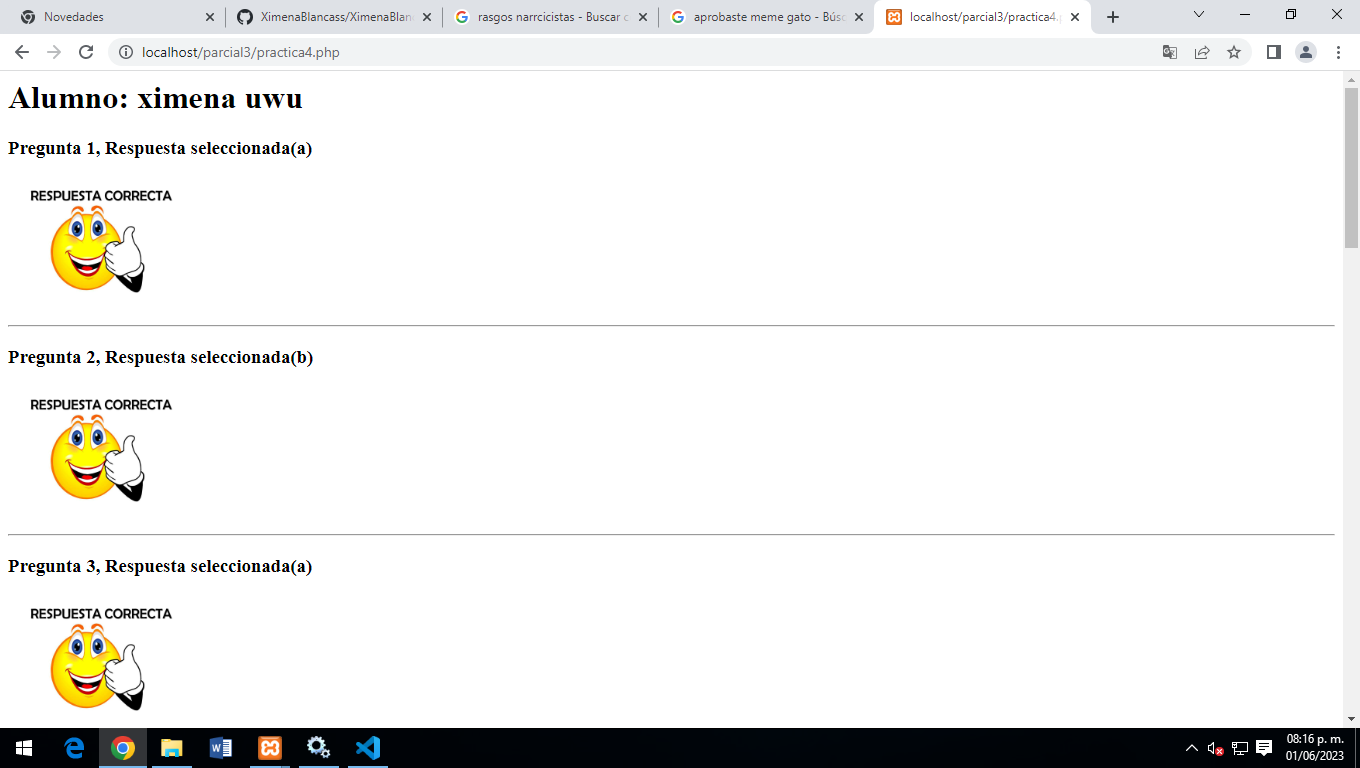 Novedades
XimenaBlancass/XimenaBlan
rasgos narrcicistas - Buscar c
aprobaste meme gato - Búsc
localhost/parcial3/practica4.p
localhost/parcial3/practica4.php
Alumno: ximena uwu
Pregunta 1, Respuesta seleccionada(a)
RESPUESTA CORRECTA
Pregunta 2, Respuesta seleccionada(b)
RESPUESTA CORRECTA
Pregunta 3, Respuesta seleccionada(a)
RESPUESTA CORRECTA
08:16 p. m.
01/06/2023